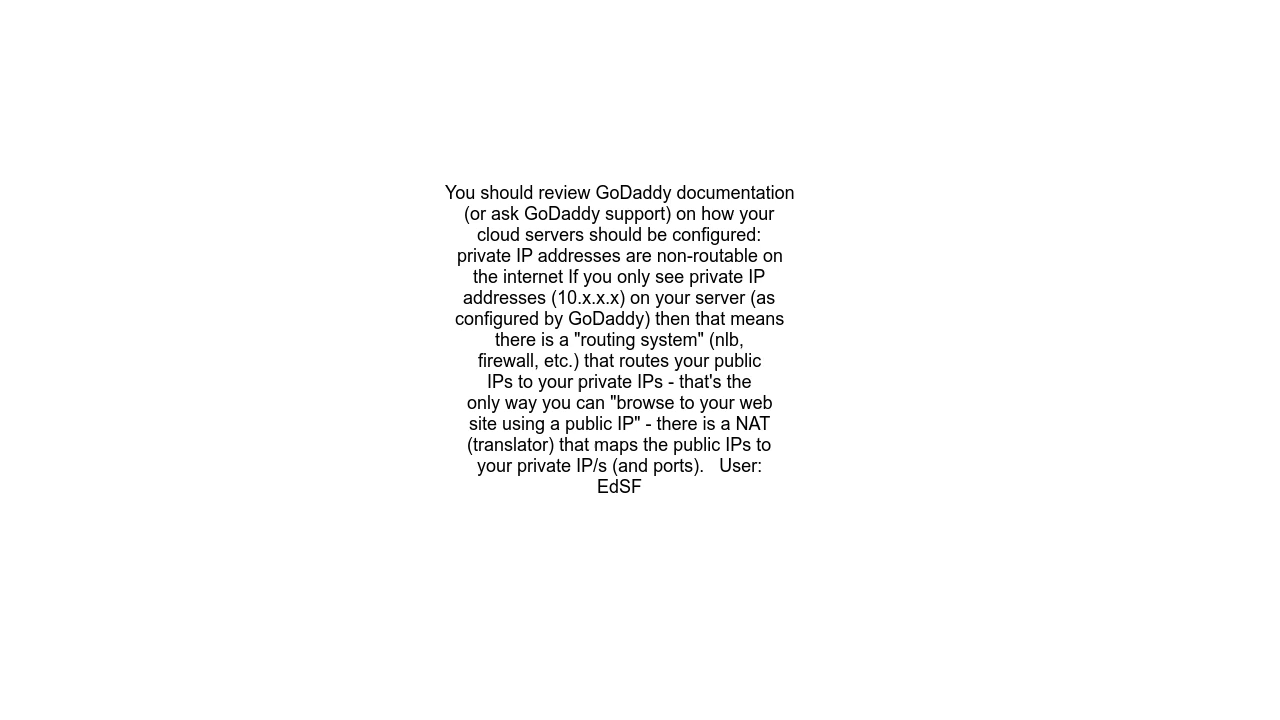 You should review GoDaddy documentation
(or ask GoDaddy support) on how your
cloud servers should be configured:
private IP addresses are non-routable on
the internet If you only see private IP
addresses (10.x.x.x) on your server (as
configured by GoDaddy) then that means
there is a "routing system" (nlb,
firewall, etc.) that routes your public
IPs to your private IPs - that's the
only way you can "browse to your web
site using a public IP" - there is a NAT
(translator) that maps the public IPs to
your private IP/s (and ports).   User:
EdSF